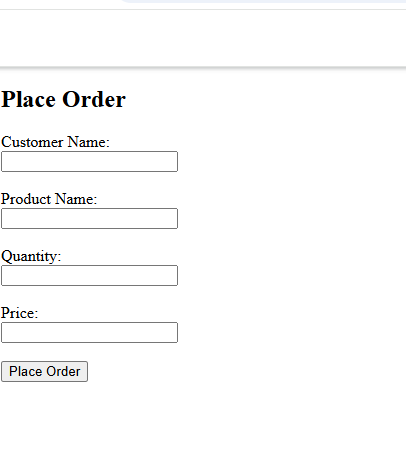 Place Order
Customer Name:
Product Name:
Quantity:
Price:
Place Order